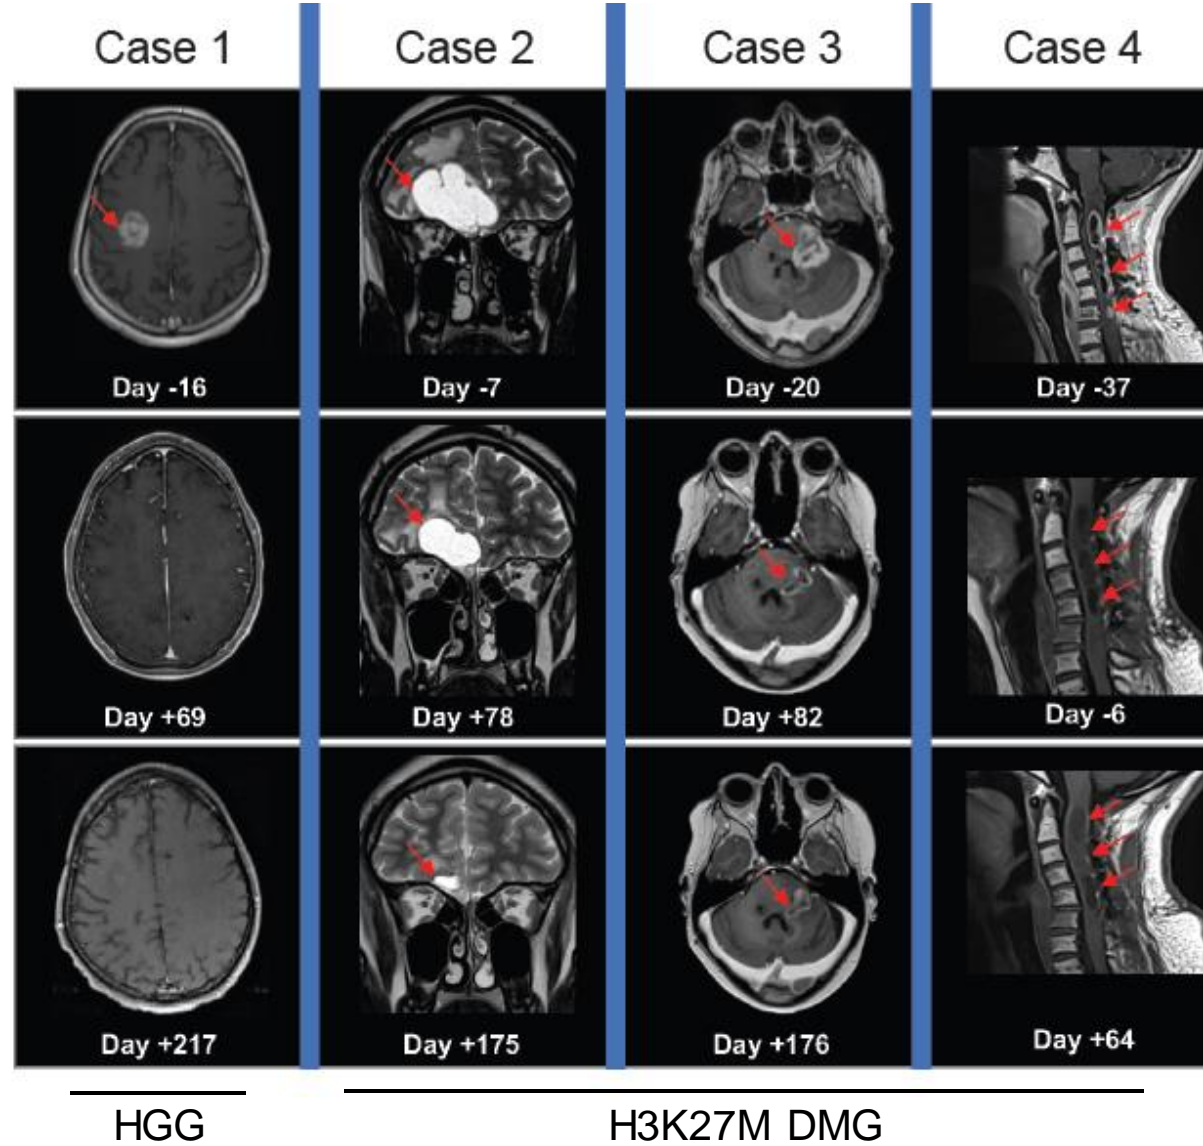 Case 1 Case 2 Case 3 Case 4
Day -16 Day -7 Day -20 Day -37
Day +69 Day +78 Day +82 Day -6
Day +217 Day +175 Day +176 Day +64
HGG H3K27M DMG